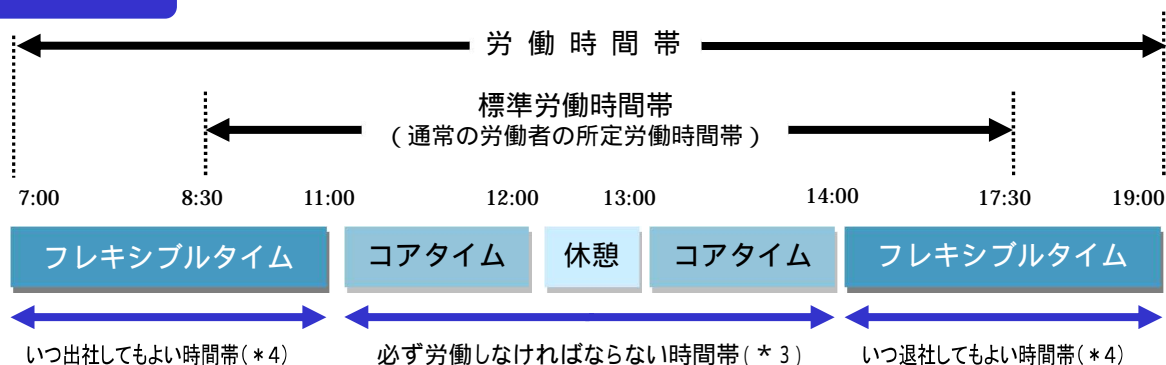 労 働 時 間 帯
標準労働時間帯
(通常の労働者の所定労働時間帯)
7:00 8:30 11:00 12:00 13:00 14:00 17:30 19:00
フレキシブルタイム コアタイム 休憩 コアタイム フレキシブルタイム
いつ出社してもよい時間帯(*4) 必ず労働しなければならない時間帯(*3) いつ退社してもよい時間帯(*4)